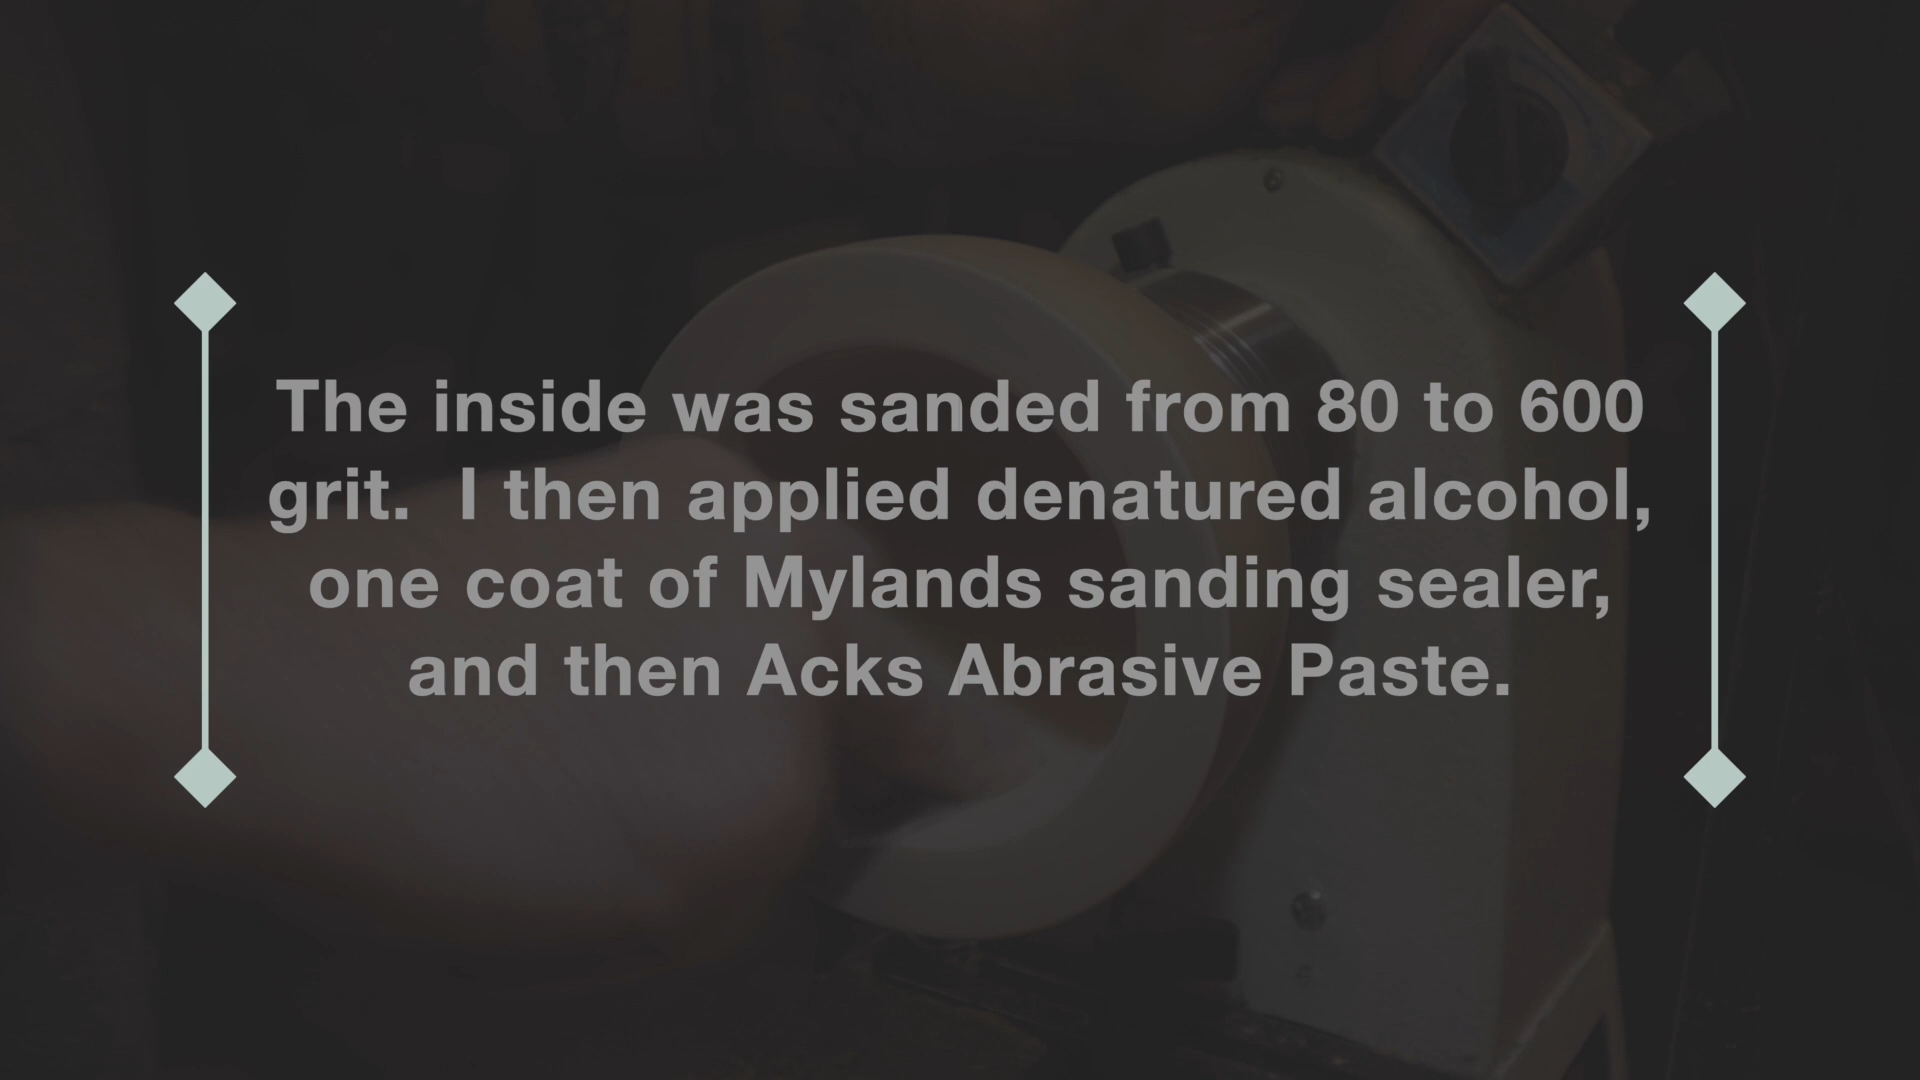 The inside was sanded from 80 to 600
grit.  I then applied denatured alcohol,
one coat of Mylands sanding sealer,
and then Acks Abrasive Paste.